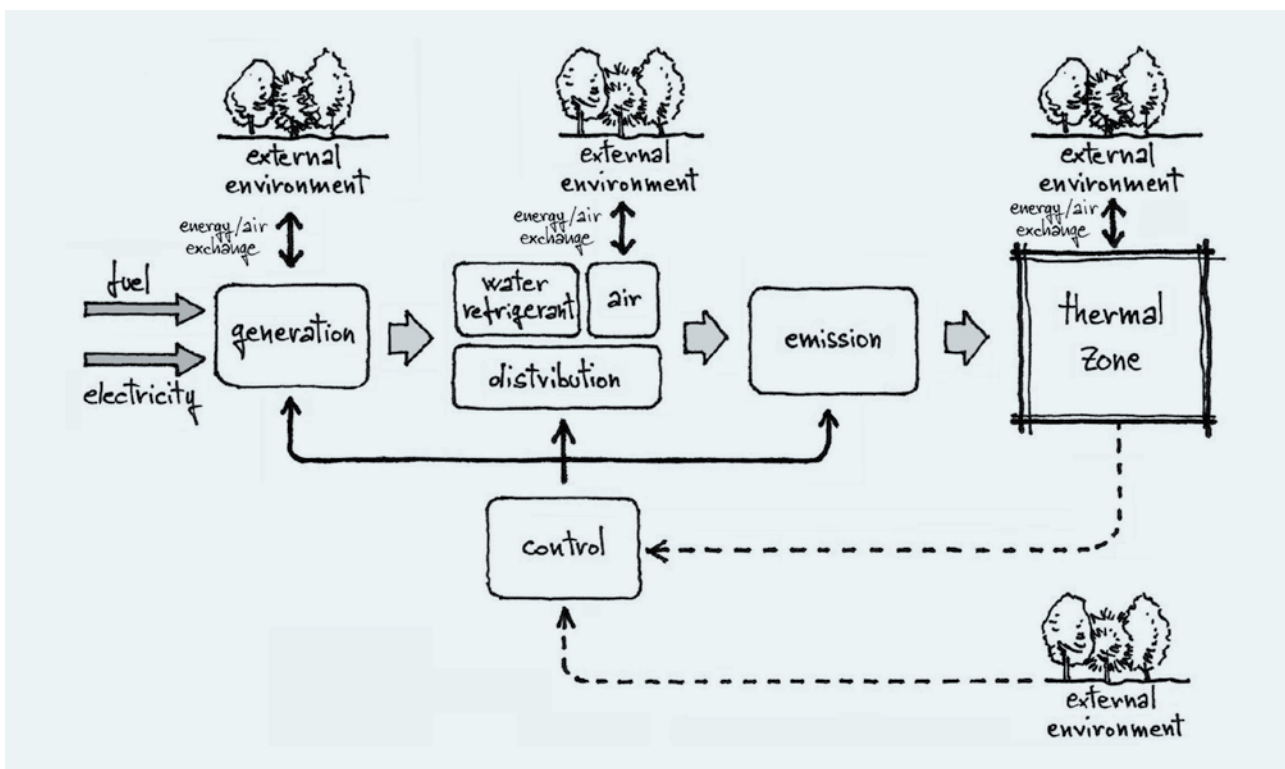 external
environment
energy/air
exchange
external
environment
energy/air
exchange
external
environment
energy/air
exchange
fuel
electricity
generation
water
refrigerant
air
distribution
emission
thermal
zone
control
external
environment